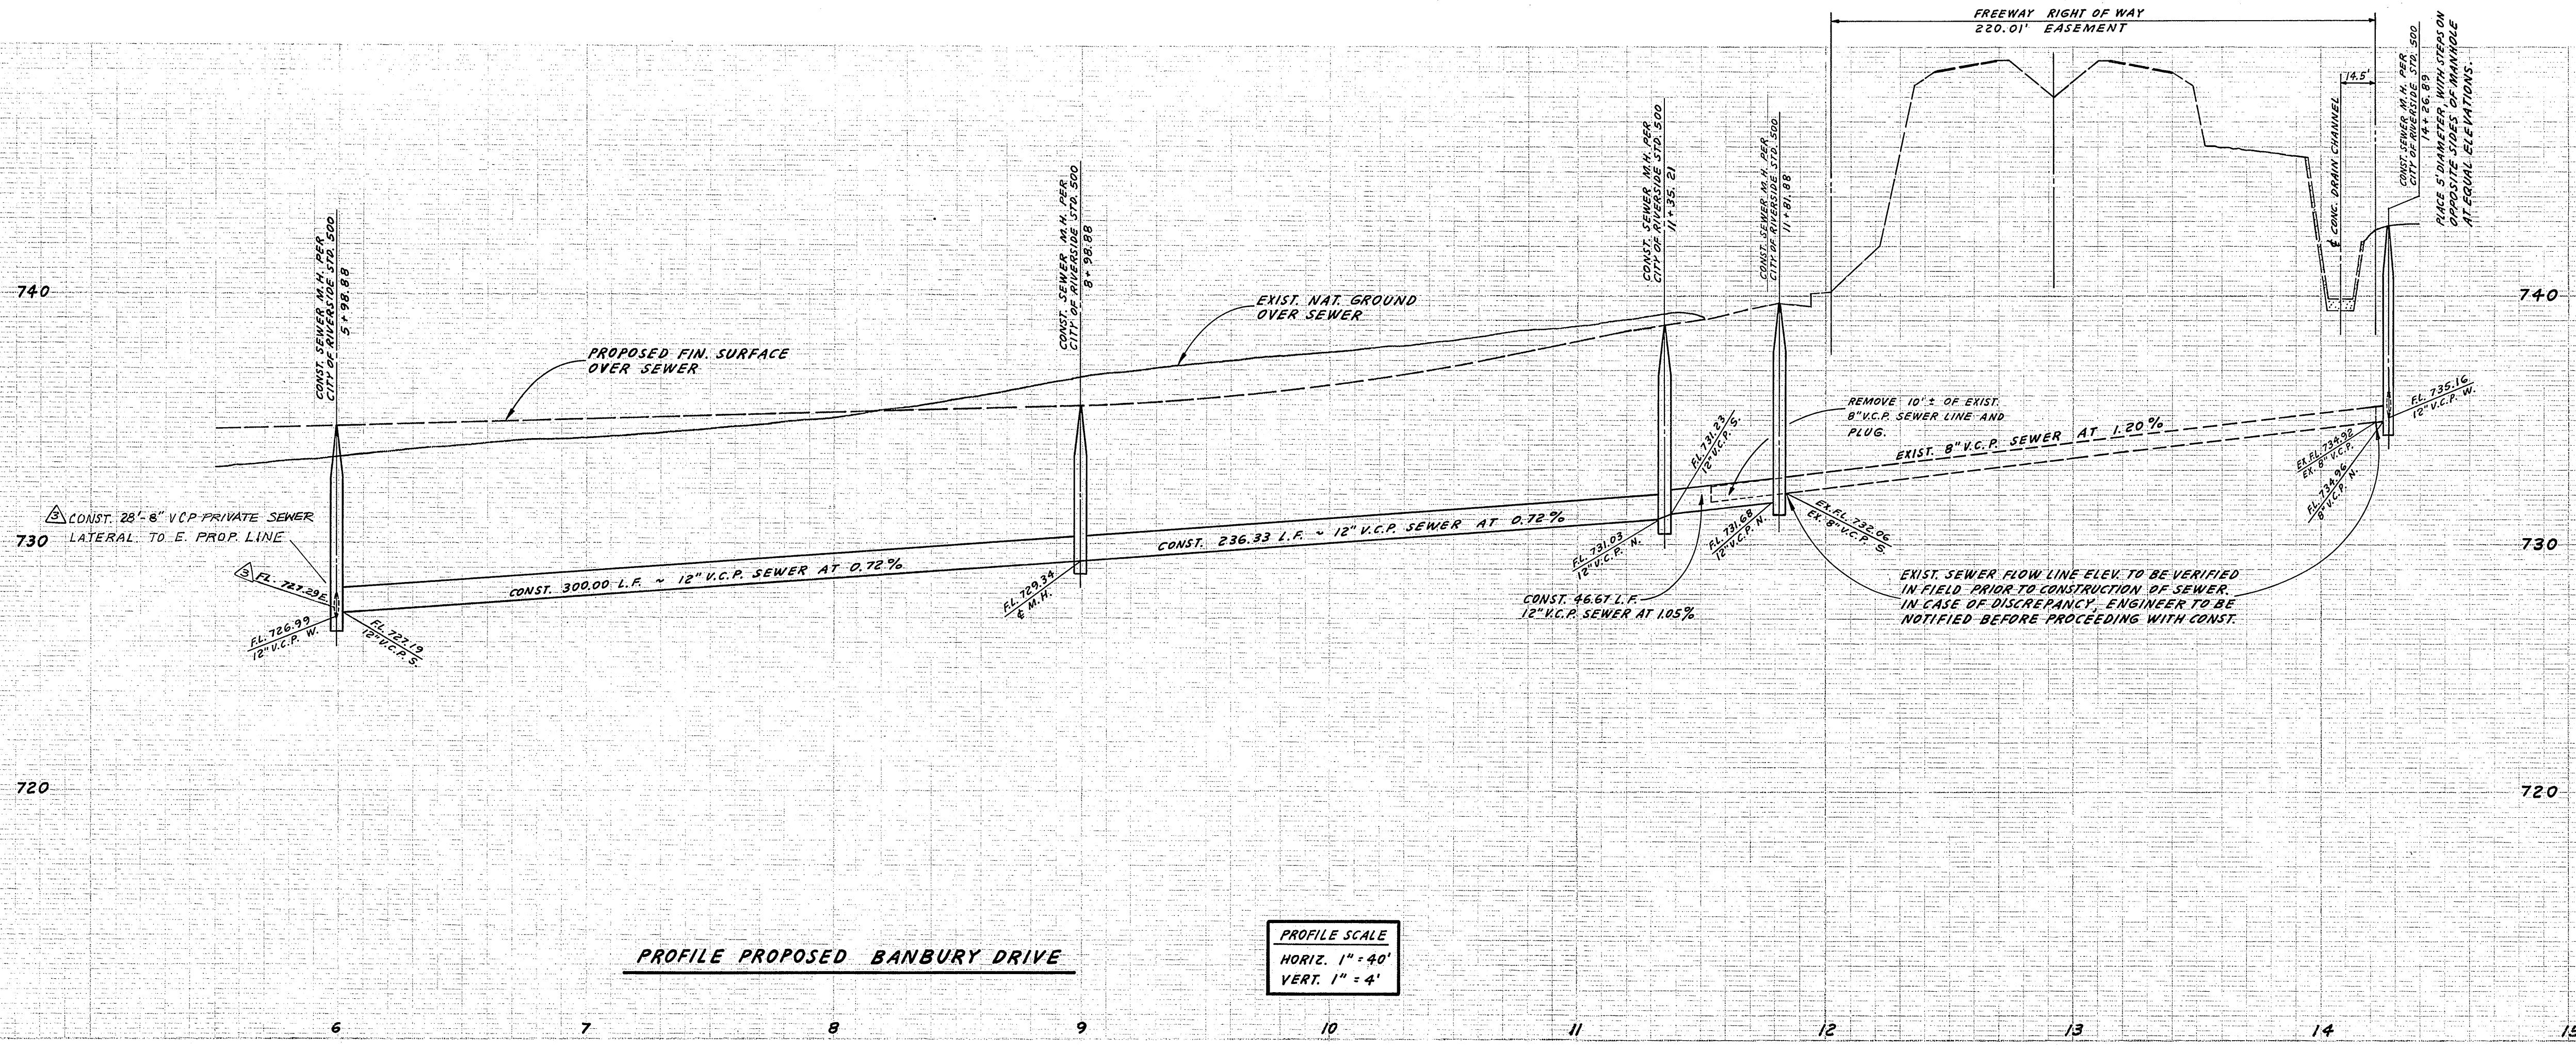 FREEWAY RIGHT OF WAY
220.01' EASEMENT
14.5'
℄ CONC. DRAIN CHANNEL
CONST. SEWER M.H. PER
CITY OF RIVERSIDE STD. 500
14 + 26.89
PLACE 5' DIAMETER, WITH STEPS ON
OPPOSITE SIDES OF MANHOLE
AT EQUAL ELEVATIONS.
CONST. SEWER M.H. PER
CITY OF RIVERSIDE STD. 500
5 + 98.88
CONST. SEWER M.H. PER
CITY OF RIVERSIDE STD. 500
8 + 98.88
CONST. SEWER M.H. PER
CITY OF RIVERSIDE STD. 500
11 + 35.21
CONST. SEWER M.H. PER
CITY OF RIVERSIDE STD. 500
11 + 81.88
740
740
EXIST. NAT. GROUND
OVER SEWER
PROPOSED FIN. SURFACE
OVER SEWER
REMOVE 10' ± OF EXIST.
8" V.C.P. SEWER LINE AND
PLUG.
EXIST. 8" V.C.P. SEWER AT 1.20%
F.L. 735.16
12" V.C.P. W.
EX. F.L. 734.92
EX. 8" V.C.P.
F.L. 734.96
8" V.C.P. N.
F.L. 731.23
12" V.C.P. S.
3 CONST. 28'-8" VCP PRIVATE SEWER
LATERAL TO E. PROP. LINE
730
730
CONST. 300.00 L.F. ~ 12" V.C.P. SEWER AT 0.72%
CONST. 236.33 L.F. ~ 12" V.C.P. SEWER AT 0.72%
F.L. 731.03
12" V.C.P. N.
F.L. 731.68
12" V.C.P. N.
EX. F.L. 732.06
EX. 8" V.C.P. S.
3 FL. 727.29 E.
F.L. 726.99
12" V.C.P. W.
F.L. 727.19
12" V.C.P. S.
F.L. 729.34
℄ M.H.
CONST. 46.67 L.F.
12" V.C.P. SEWER AT 1.05%
EXIST. SEWER FLOW LINE ELEV. TO BE VERIFIED
IN FIELD PRIOR TO CONSTRUCTION OF SEWER.
IN CASE OF DISCREPANCY, ENGINEER TO BE
NOTIFIED BEFORE PROCEEDING WITH CONST.
720
720
PROFILE PROPOSED BANBURY DRIVE
PROFILE SCALE
HORIZ. 1" = 40'
VERT. 1" = 4'
6 7 8 9 10 11 12 13 14 15